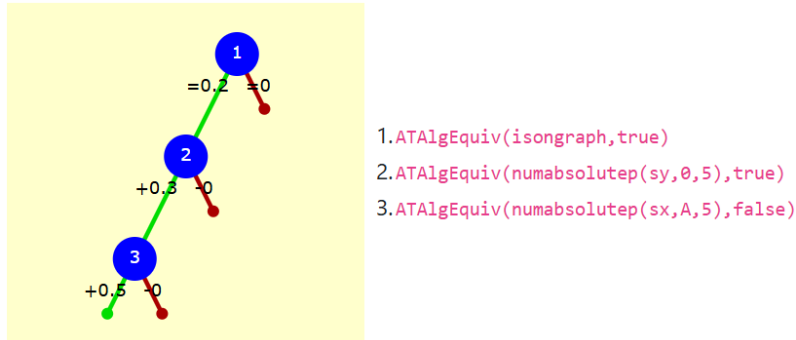 1
=0.2 =0
2
+0.3 -0
3
+0.5 -0
1.ATAlgEquiv(isongraph,true)
2.ATAlgEquiv(numabsolutep(sy,0,5),true)
3.ATAlgEquiv(numabsolutep(sx,A,5),false)